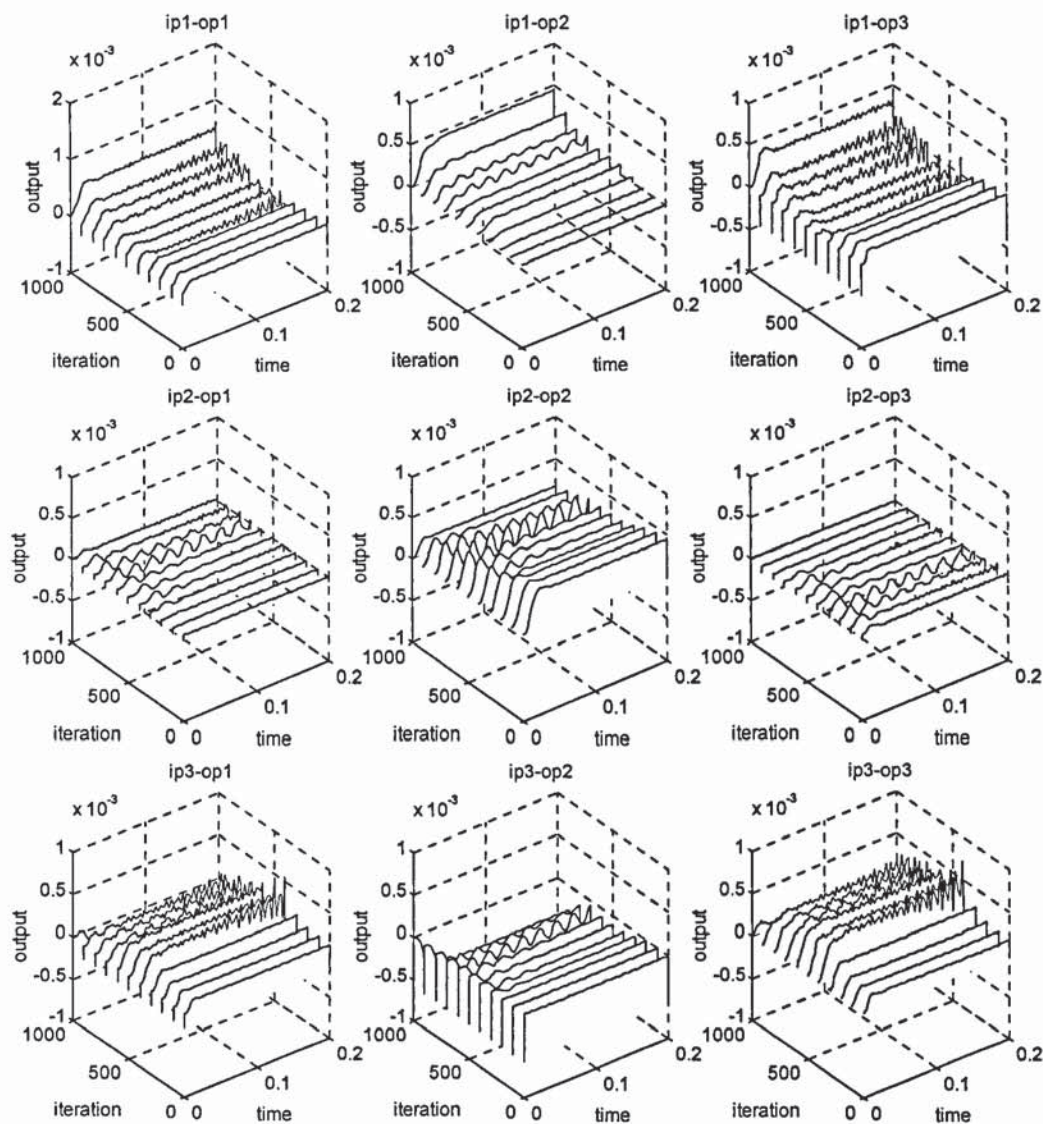 ip1-op1
x 10-3
2
1
0
-1
output
1000
500
0
iteration
0
0.1
0.2
time
ip1-op2
x 10-3
1
0.5
0
-0.5
-1
output
1000
500
0
iteration
0
0.1
0.2
time
ip1-op3
x 10-3
1
0.5
0
-0.5
-1
output
1000
500
0
iteration
0
0.1
0.2
time
ip2-op1
x 10-3
1
0.5
0
-0.5
-1
output
1000
500
0
iteration
0
0.1
0.2
time
ip2-op2
x 10-3
1
0.5
0
-0.5
-1
output
1000
500
0
iteration
0
0.1
0.2
time
ip2-op3
x 10-3
1
0.5
0
-0.5
-1
output
1000
500
0
iteration
0
0.1
0.2
time
ip3-op1
x 10-3
1
0.5
0
-0.5
-1
output
1000
500
0
iteration
0
0.1
0.2
time
ip3-op2
x 10-3
1
0.5
0
-0.5
-1
output
1000
500
0
iteration
0
0.1
0.2
time
ip3-op3
x 10-3
1
0.5
0
-0.5
-1
output
1000
500
0
iteration
0
0.1
0.2
time